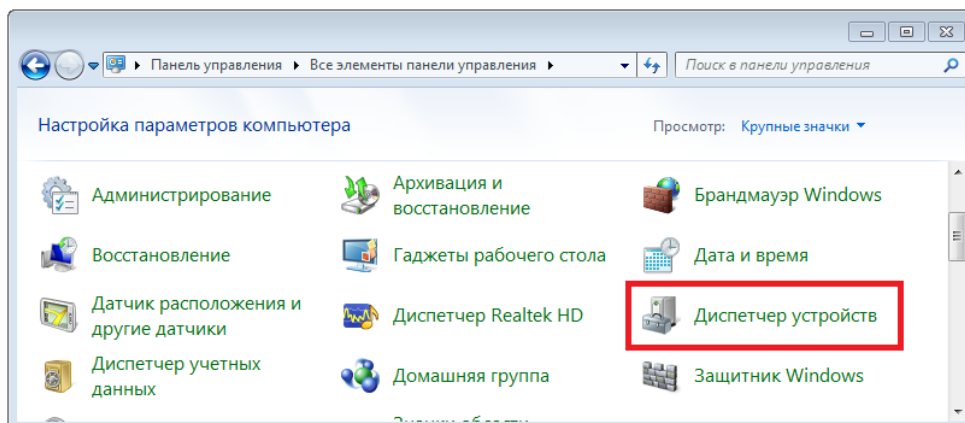 Панель управления ▸ Все элементы панели управления ▸
Поиск в панели управления
Настройка параметров компьютера
Просмотр: Крупные значки
Администрирование
Архивация и
восстановление
Брандмауэр Windows
Восстановление
Гаджеты рабочего стола
Дата и время
Датчик расположения и
другие датчики
Диспетчер Realtek HD
Диспетчер устройств
Диспетчер учетных
данных
Домашняя группа
Защитник Windows